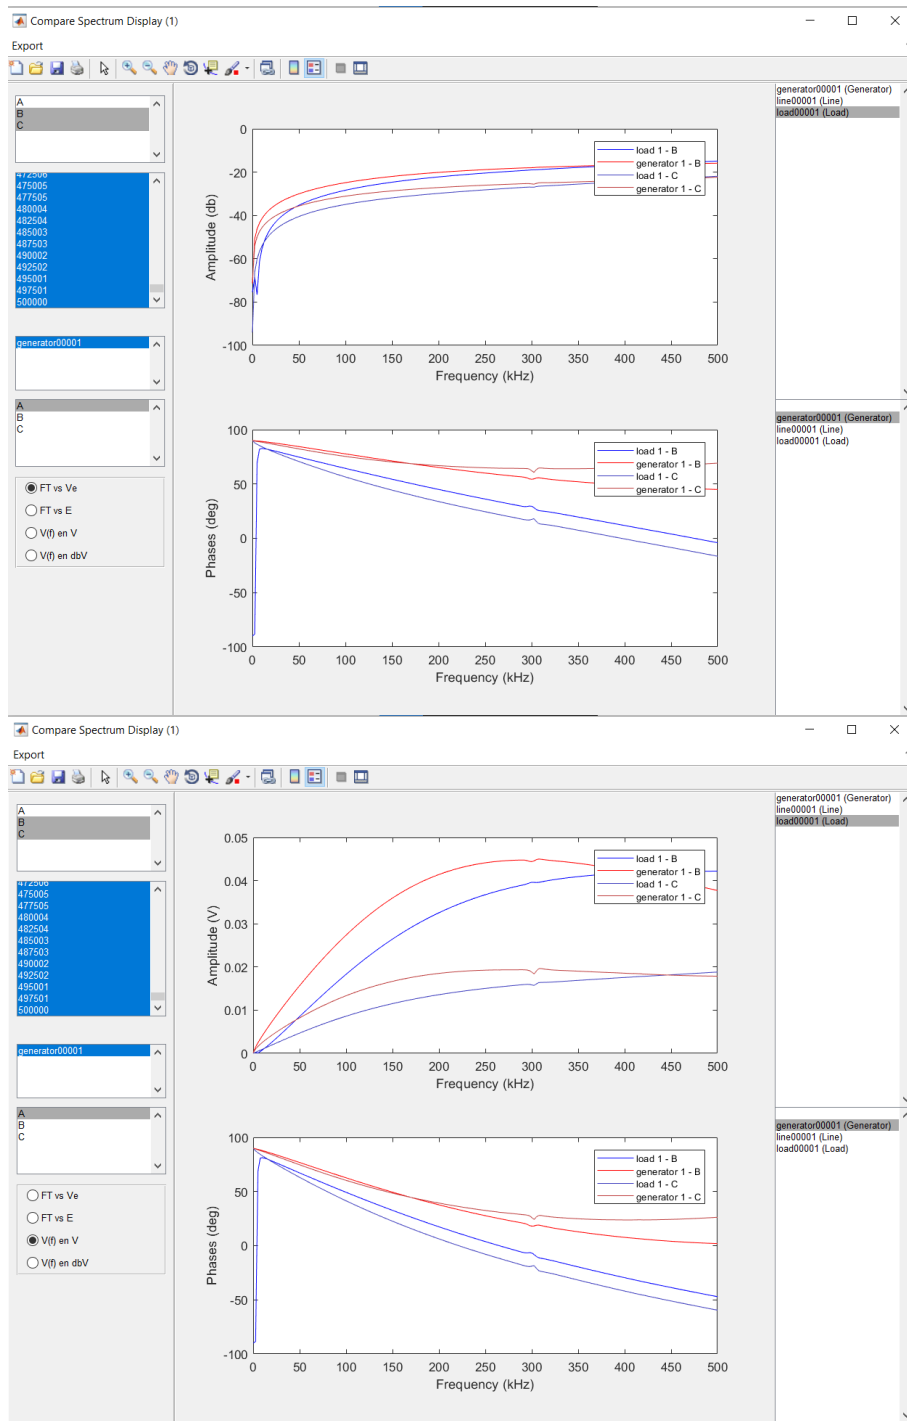 Compare Spectrum Display (1)
Export
A
B
C
472506
475005
477505
480004
482504
485003
487503
490002
492502
495001
497501
500000
generator00001
A
B
C
FT vs Ve
FT vs E
V(f) en V
V(f) en dbV
0
-20
-40
-60
-80
-100
Amplitude (db)
0 50 100 150 200 250 300 350 400 450 500
Frequency (kHz)
load 1 - B
generator 1 - B
load 1 - C
generator 1 - C
100
50
0
-50
-100
Phases (deg)
0 50 100 150 200 250 300 350 400 450 500
Frequency (kHz)
load 1 - B
generator 1 - B
load 1 - C
generator 1 - C
generator00001 (Generator)
line00001 (Line)
load00001 (Load)
generator00001 (Generator)
line00001 (Line)
load00001 (Load)
Compare Spectrum Display (1)
Export
A
B
C
472506
475005
477505
480004
482504
485003
487503
490002
492502
495001
497501
500000
generator00001
A
B
C
FT vs Ve
FT vs E
V(f) en V
V(f) en dbV
0.05
0.04
0.03
0.02
0.01
0
Amplitude (V)
0 50 100 150 200 250 300 350 400 450 500
Frequency (kHz)
load 1 - B
generator 1 - B
load 1 - C
generator 1 - C
100
50
0
-50
-100
Phases (deg)
0 50 100 150 200 250 300 350 400 450 500
Frequency (kHz)
load 1 - B
generator 1 - B
load 1 - C
generator 1 - C
generator00001 (Generator)
line00001 (Line)
load00001 (Load)
generator00001 (Generator)
line00001 (Line)
load00001 (Load)